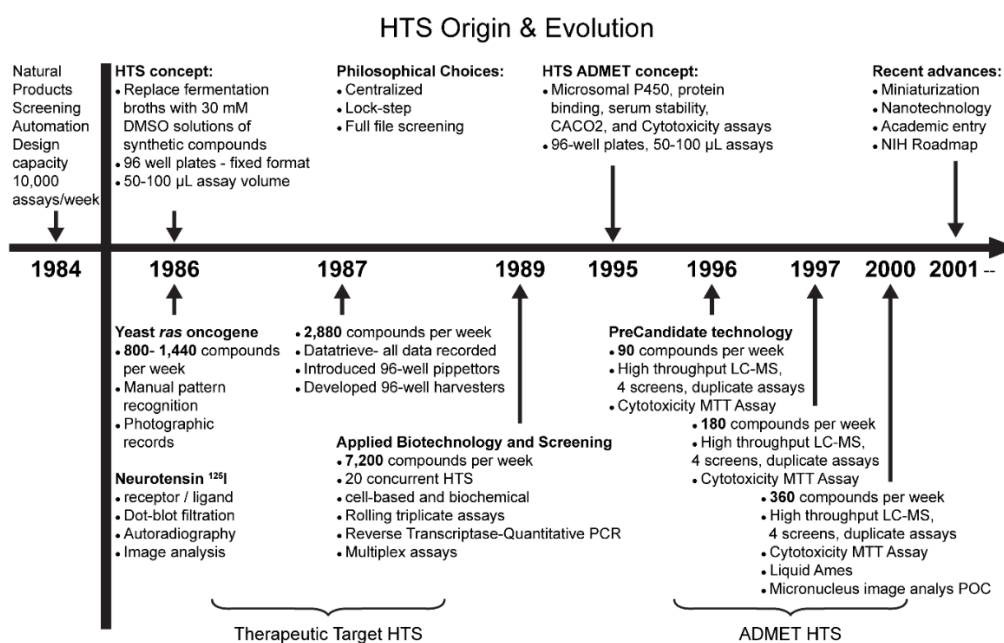 HTS Origin & Evolution
Natural
Products
Screening
Automation
Design
capacity
10,000
assays/week
HTS concept:
• Replace fermentation
broths with 30 mM
DMSO solutions of
synthetic compounds
• 96 well plates - fixed format
• 50-100 µL assay volume
Philosophical Choices:
• Centralized
• Lock-step
• Full file screening
HTS ADMET concept:
• Microsomal P450, protein
binding, serum stability,
CACO2, and Cytotoxicity assays
• 96-well plates, 50-100 µL assays
Recent advances:
• Miniaturization
• Nanotechnology
• Academic entry
• NIH Roadmap
1984 1986 1987 1989 1995 1996 1997 2000 2001 --
Yeast ras oncogene
• 800- 1,440 compounds
per week
• Manual pattern
recognition
• Photographic
records
Neurotensin ¹²⁵I
• receptor / ligand
• Dot-blot filtration
• Autoradiography
• Image analysis
• 2,880 compounds per week
• Datatrieve- all data recorded
• Introduced 96-well pippettors
• Developed 96-well harvesters
Applied Biotechnology and Screening
• 7,200 compounds per week
• 20 concurrent HTS
• cell-based and biochemical
• Rolling triplicate assays
• Reverse Transcriptase-Quantitative PCR
• Multiplex assays
PreCandidate technology
• 90 compounds per week
• High throughput LC-MS,
4 screens, duplicate assays
• Cytotoxicity MTT Assay
• 180 compounds per week
• High throughput LC-MS,
4 screens, duplicate assays
• Cytotoxicity MTT Assay
• 360 compounds per week
• High throughput LC-MS,
4 screens, duplicate assays
• Cytotoxicity MTT Assay
• Liquid Ames
• Micronucleus image analys POC
Therapeutic Target HTS
ADMET HTS